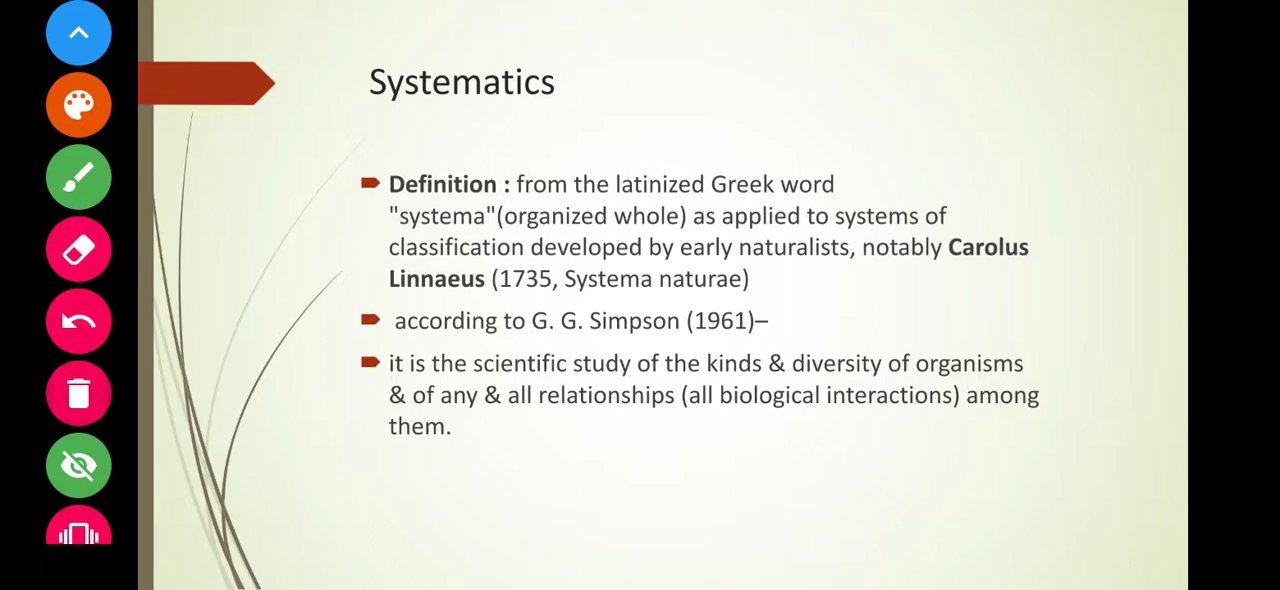 Systematics
Definition : from the latinized Greek word
"systema"(organized whole) as applied to systems of
classification developed by early naturalists, notably Carolus
Linnaeus (1735, Systema naturae)
according to G. G. Simpson (1961)–
it is the scientific study of the kinds & diversity of organisms
& of any & all relationships (all biological interactions) among
them.